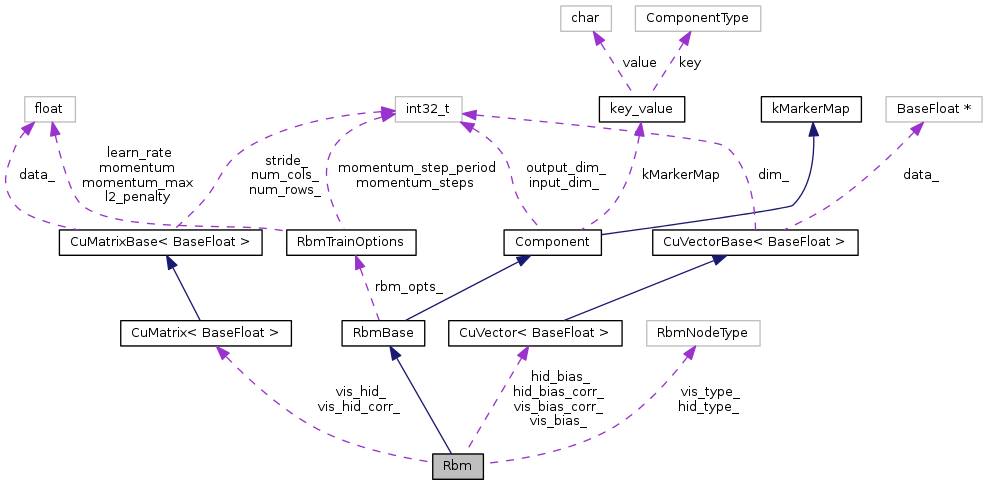 char
ComponentType
value
key
float
int32_t
key_value
kMarkerMap
BaseFloat *
data_
learn_rate
momentum
momentum_max
l2_penalty
stride_
num_cols_
num_rows_
momentum_step_period
momentum_steps
output_dim_
input_dim_
kMarkerMap
dim_
data_
CuMatrixBase< BaseFloat >
RbmTrainOptions
Component
CuVectorBase< BaseFloat >
rbm_opts_
CuMatrix< BaseFloat >
RbmBase
CuVector< BaseFloat >
RbmNodeType
vis_hid_
vis_hid_corr_
hid_bias_
hid_bias_corr_
vis_bias_corr_
vis_bias_
vis_type_
hid_type_
Rbm